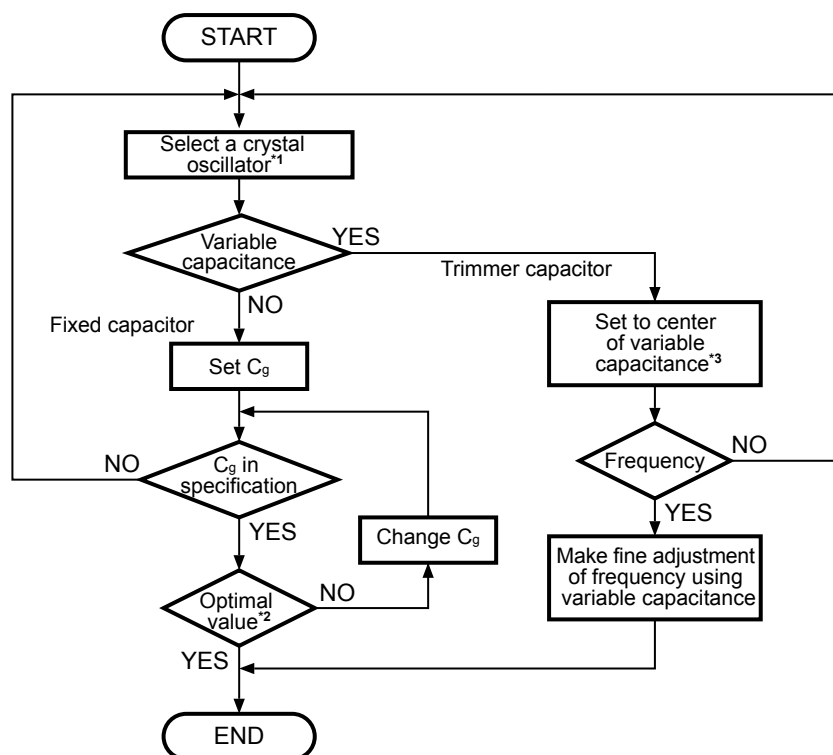 START
Select a crystal
oscillator*1
Variable
capacitance
YES
Trimmer capacitor
NO
Fixed capacitor
Set Cg
Set to center
of variable
capacitance*3
Cg in
specification
NO
YES
Change Cg
Frequency
NO
YES
Make fine adjustment
of frequency using
variable capacitance
Optimal
value*2
NO
YES
END